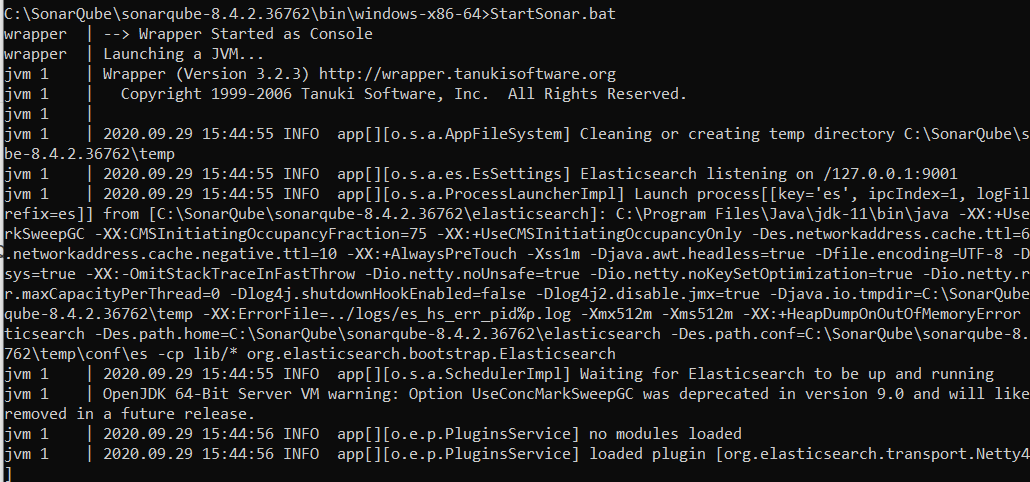 C:\SonarQube\sonarqube-8.4.2.36762\bin\windows-x86-64>StartSonar.bat
wrapper  | --> Wrapper Started as Console
wrapper  | Launching a JVM...
jvm 1    | Wrapper (Version 3.2.3) http://wrapper.tanukisoftware.org
jvm 1    |   Copyright 1999-2006 Tanuki Software, Inc.  All Rights Reserved.
jvm 1    |
jvm 1    | 2020.09.29 15:44:55 INFO  app[][o.s.a.AppFileSystem] Cleaning or creating temp directory C:\SonarQube\s
be-8.4.2.36762\temp
jvm 1    | 2020.09.29 15:44:55 INFO  app[][o.s.a.es.EsSettings] Elasticsearch listening on /127.0.0.1:9001
jvm 1    | 2020.09.29 15:44:55 INFO  app[][o.s.a.ProcessLauncherImpl] Launch process[[key='es', ipcIndex=1, logFil
refix=es]] from [C:\SonarQube\sonarqube-8.4.2.36762\elasticsearch]: C:\Program Files\Java\jdk-11\bin\java -XX:+Use
rkSweepGC -XX:CMSInitiatingOccupancyFraction=75 -XX:+UseCMSInitiatingOccupancyOnly -Des.networkaddress.cache.ttl=6
.networkaddress.cache.negative.ttl=10 -XX:+AlwaysPreTouch -Xss1m -Djava.awt.headless=true -Dfile.encoding=UTF-8 -D
sys=true -XX:-OmitStackTraceInFastThrow -Dio.netty.noUnsafe=true -Dio.netty.noKeySetOptimization=true -Dio.netty.r
r.maxCapacityPerThread=0 -Dlog4j.shutdownHookEnabled=false -Dlog4j2.disable.jmx=true -Djava.io.tmpdir=C:\SonarQube
qube-8.4.2.36762\temp -XX:ErrorFile=../logs/es_hs_err_pid%p.log -Xmx512m -Xms512m -XX:+HeapDumpOnOutOfMemoryError
ticsearch -Des.path.home=C:\SonarQube\sonarqube-8.4.2.36762\elasticsearch -Des.path.conf=C:\SonarQube\sonarqube-8.
762\temp\conf\es -cp lib/* org.elasticsearch.bootstrap.Elasticsearch
jvm 1    | 2020.09.29 15:44:55 INFO  app[][o.s.a.SchedulerImpl] Waiting for Elasticsearch to be up and running
jvm 1    | OpenJDK 64-Bit Server VM warning: Option UseConcMarkSweepGC was deprecated in version 9.0 and will like
removed in a future release.
jvm 1    | 2020.09.29 15:44:56 INFO  app[][o.e.p.PluginsService] no modules loaded
jvm 1    | 2020.09.29 15:44:56 INFO  app[][o.e.p.PluginsService] loaded plugin [org.elasticsearch.transport.Netty4
]